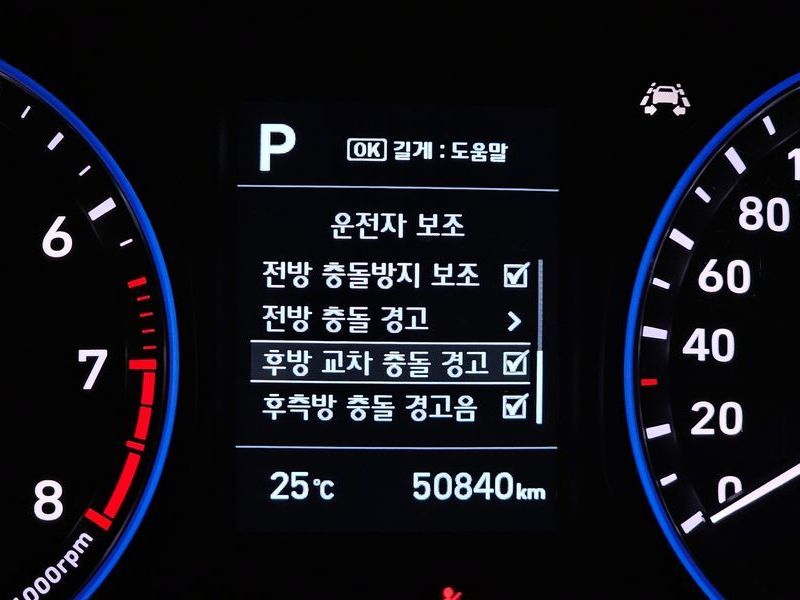 P
OK 길게 : 도움말
운전자 보조
전방 충돌방지 보조
전방 충돌 경고
후방 교차 충돌 경고
후측방 충돌 경고음
25℃
50840km
6
7
8
000rpm
80
60
40
20
0